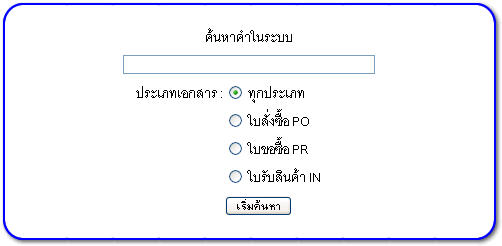 ค้นหาคำในระบบ
ประเภทเอกสาร : ทุกประเภท
ใบสั่งซื้อ PO
ใบขอซื้อ PR
ใบรับสินค้า IN
เริ่มค้นหา